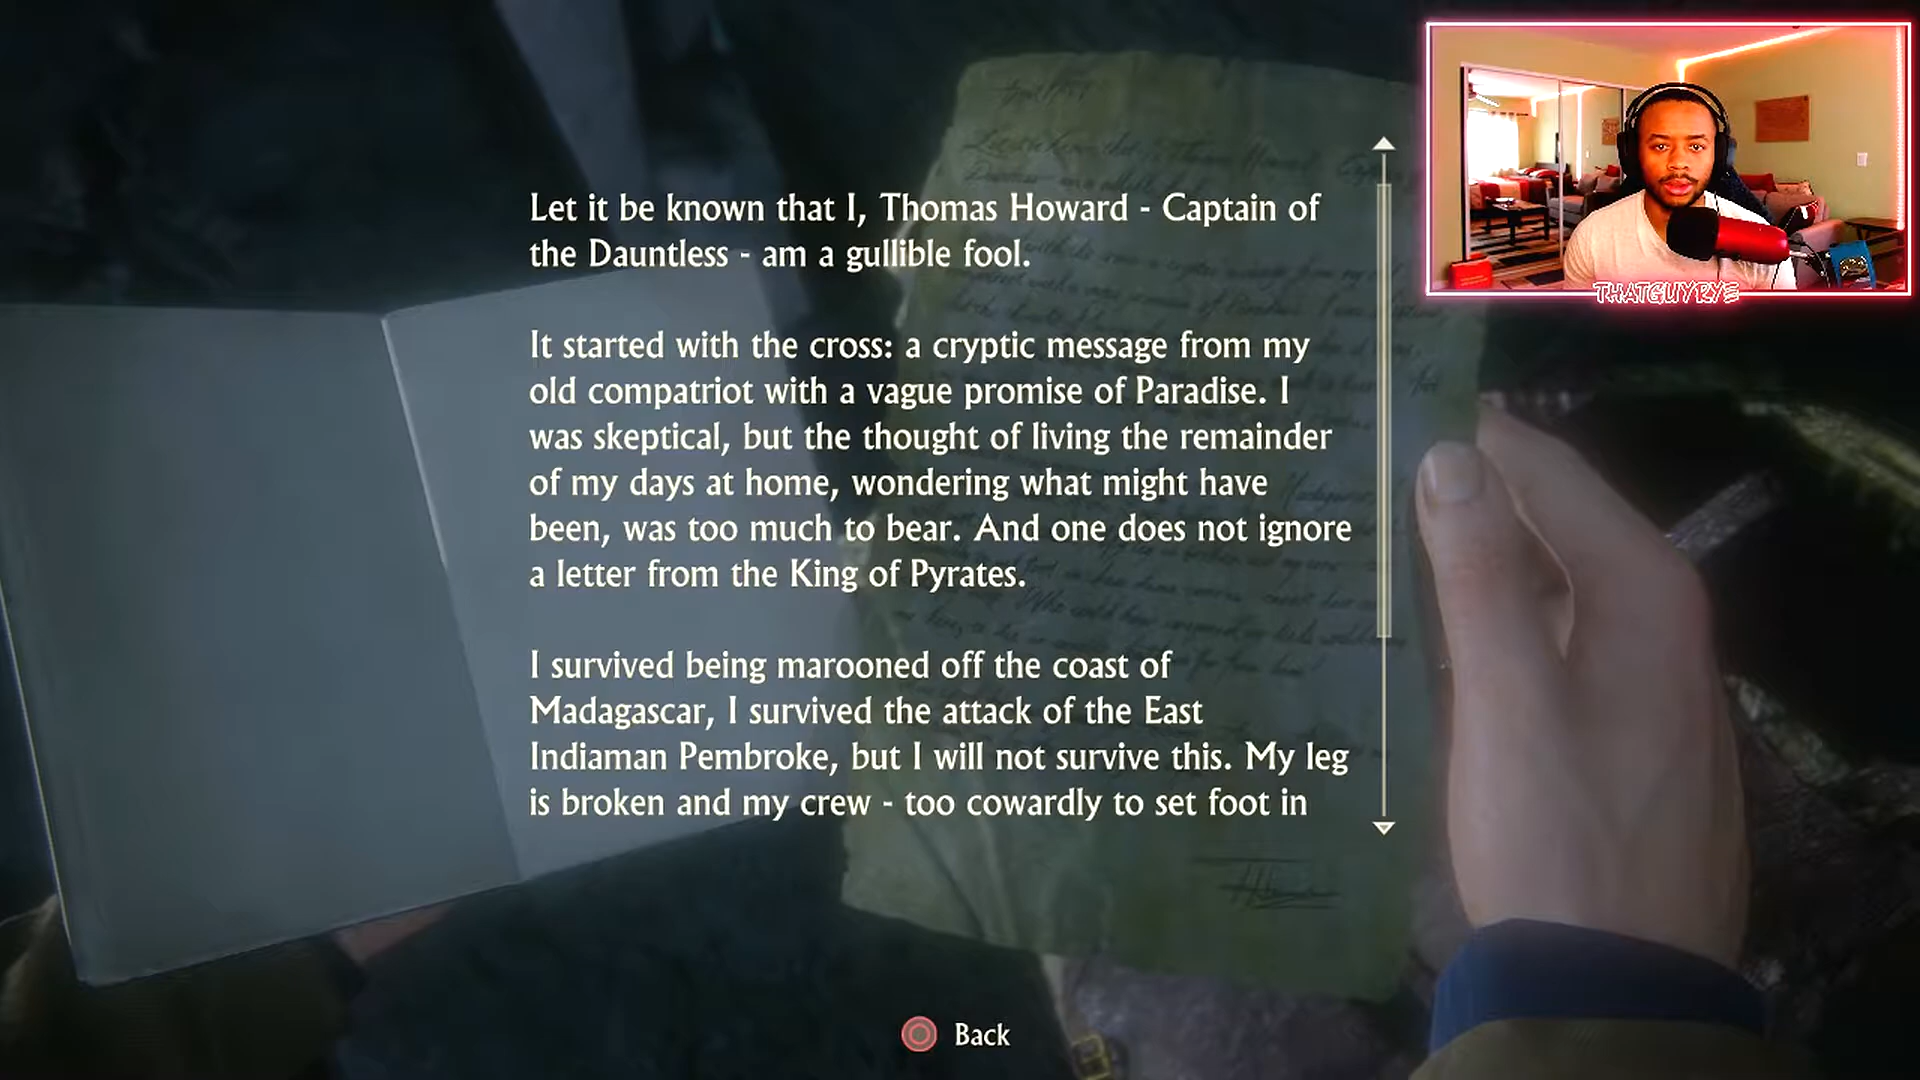 Let it be known that I, Thomas Howard - Captain of
the Dauntless - am a gullible fool.
It started with the cross: a cryptic message from my
old compatriot with a vague promise of Paradise. I
was skeptical, but the thought of living the remainder
of my days at home, wondering what might have
been, was too much to bear. And one does not ignore
a letter from the King of Pyrates.
I survived being marooned off the coast of
Madagascar, I survived the attack of the East
Indiaman Pembroke, but I will not survive this. My leg
is broken and my crew - too cowardly to set foot in
Back
THATGUYRYE